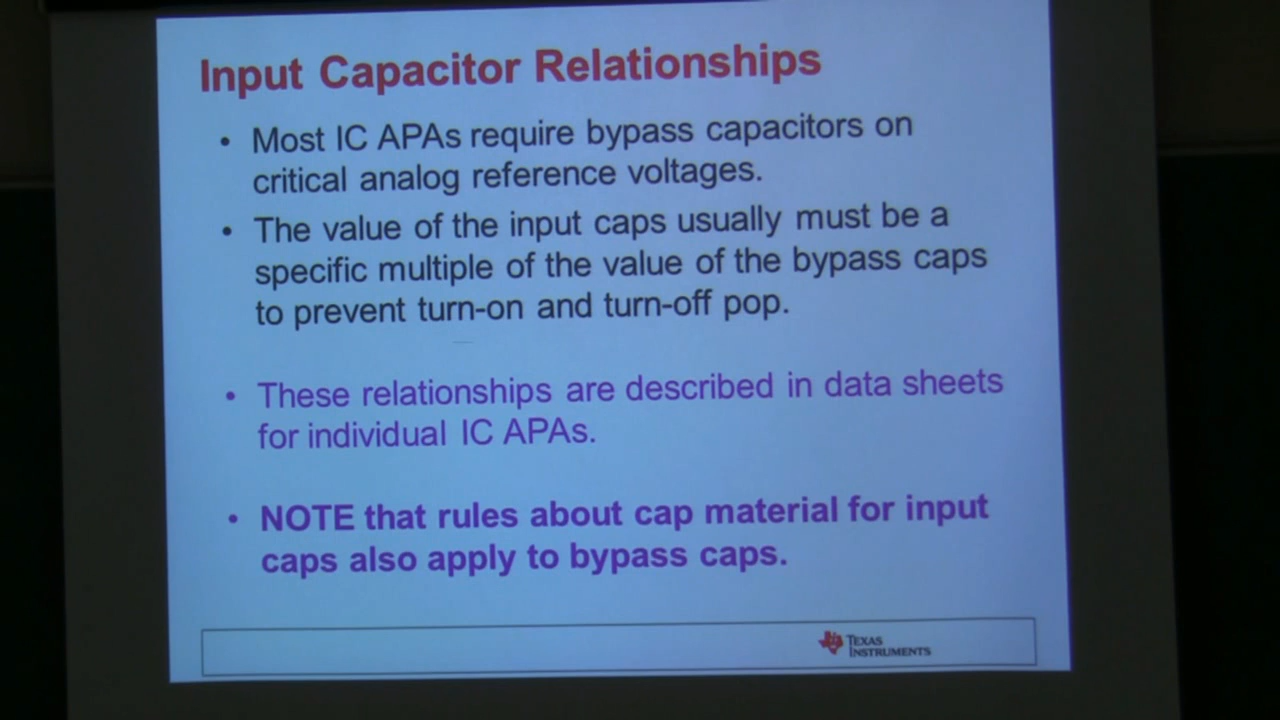 Input Capacitor Relationships
• Most IC APAs require bypass capacitors on
critical analog reference voltages.
• The value of the input caps usually must be a
specific multiple of the value of the bypass caps
to prevent turn-on and turn-off pop.
• These relationships are described in data sheets
for individual IC APAs.
• NOTE that rules about cap material for input
caps also apply to bypass caps.
TEXAS
INSTRUMENTS